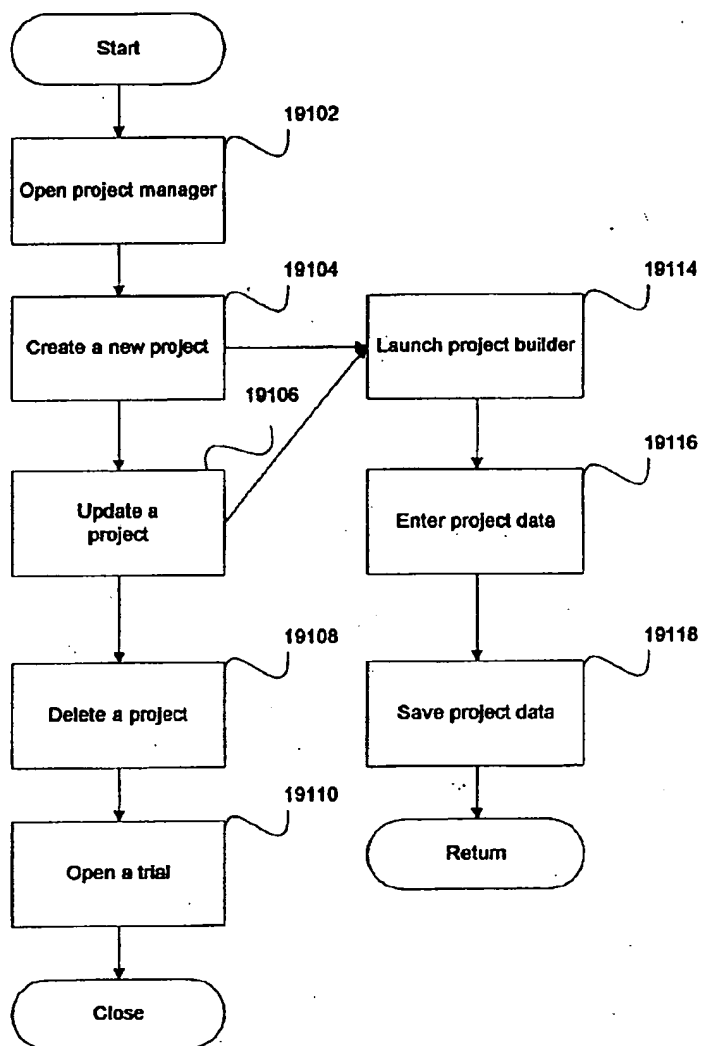 Start
19102
Open project manager
19104
Create a new project
19106
Update a
project
19108
Delete a project
19110
Open a trial
Close
19114
Launch project builder
19116
Enter project data
19118
Save project data
Return